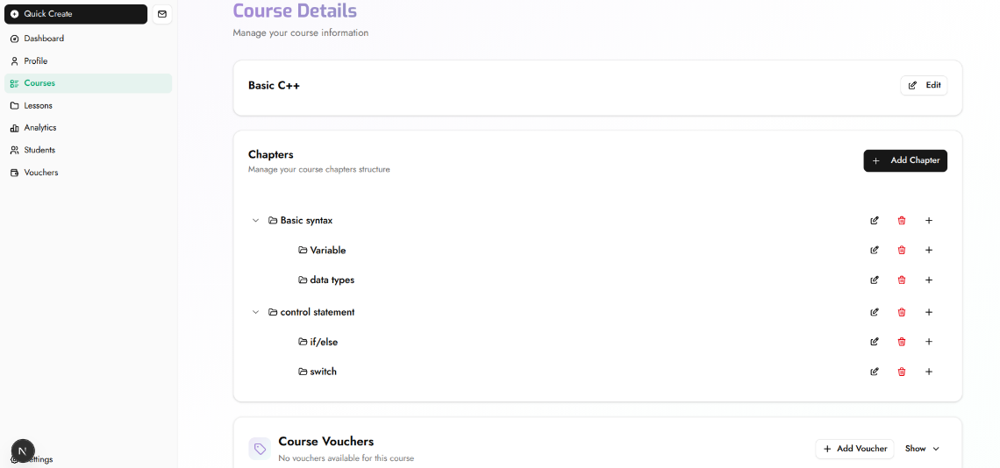 Quick Create
Dashboard
Profile
Courses
Lessons
Analytics
Students
Vouchers
N
Course Details
Manage your course information
Basic C++
Edit
Chapters
Manage your course chapters structure
Add Chapter
Basic syntax
Variable
data types
control statement
if/else
switch
Course Vouchers
No vouchers available for this course
Add Voucher
Show